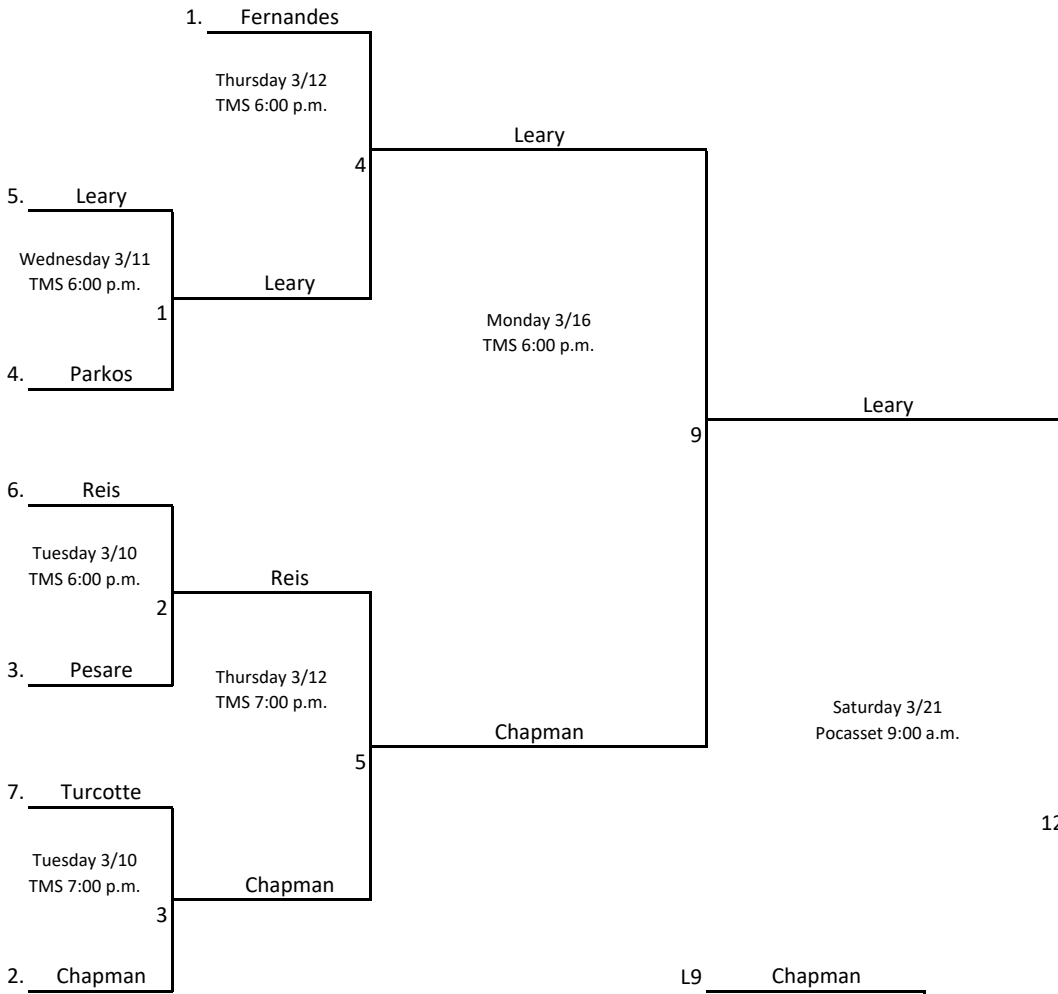 1. Fernandes
Thursday 3/12
TMS 6:00 p.m.
Leary
4
5. Leary
Wednesday 3/11
TMS 6:00 p.m.
Leary
1
Monday 3/16
TMS 6:00 p.m.
4. Parkos
Leary
9
6. Reis
Tuesday 3/10
TMS 6:00 p.m.
Reis
2
3. Pesare
Thursday 3/12
TMS 7:00 p.m.
Saturday 3/21
Pocasset 9:00 a.m.
Chapman
5
7. Turcotte
12
Tuesday 3/10
TMS 7:00 p.m.
Chapman
3
2. Chapman
L9 Chapman